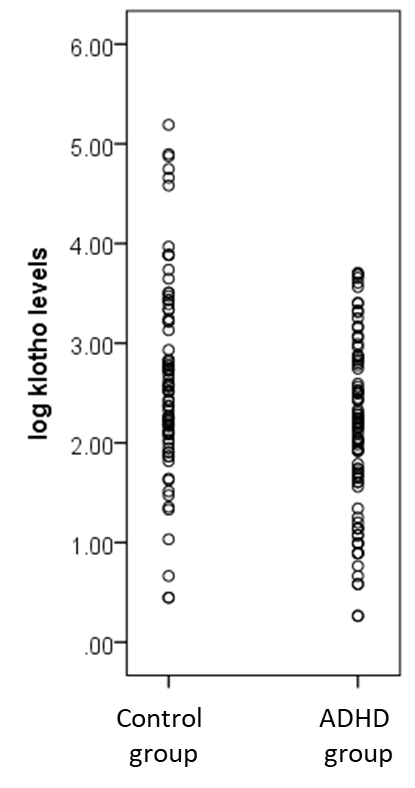 6.00
5.00
4.00
3.00
2.00
1.00
.00
log klotho levels
Control
group
ADHD
group